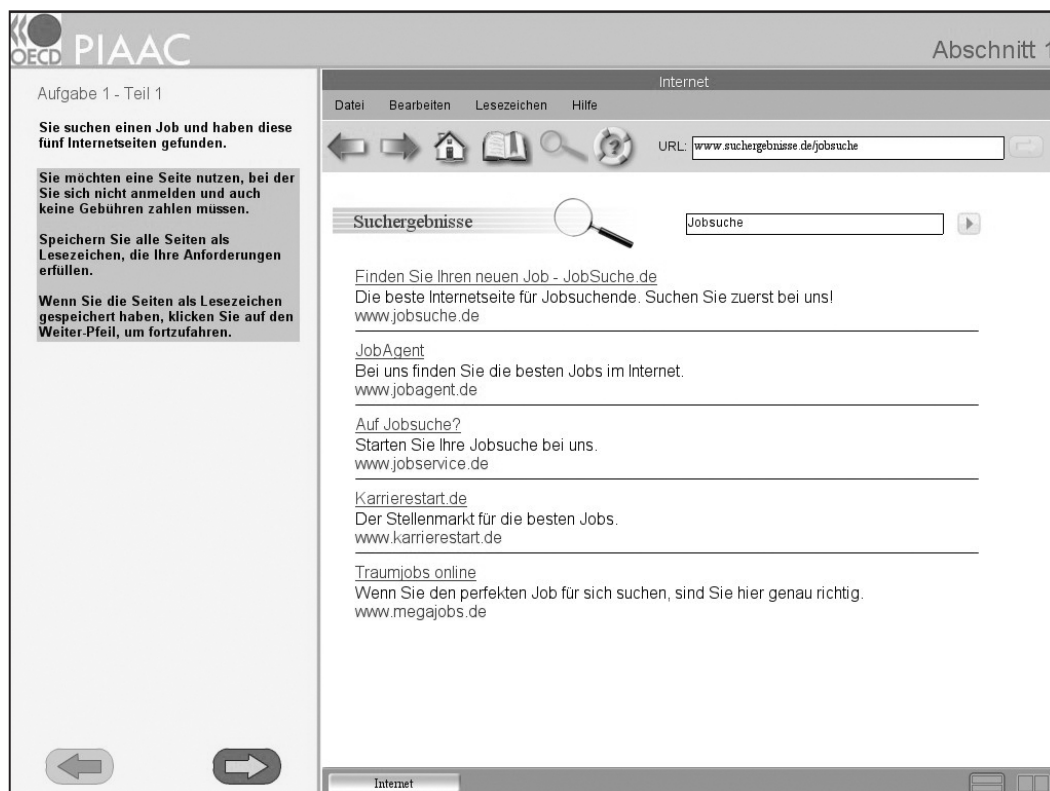 OECD PIAAC
Abschnitt 1
Aufgabe 1 - Teil 1
Sie suchen einen Job und haben diese
fünf Internetseiten gefunden.
Sie möchten eine Seite nutzen, bei der
Sie sich nicht anmelden und auch
keine Gebühren zahlen müssen.
Speichern Sie alle Seiten als
Lesezeichen, die Ihre Anforderungen
erfüllen.
Wenn Sie die Seiten als Lesezeichen
gespeichert haben, klicken Sie auf den
Weiter-Pfeil, um fortzufahren.
Internet
Datei Bearbeiten Lesezeichen Hilfe
? URL: www.suchergebnisse.de/jobsuche
Suchergebnisse Jobsuche
Finden Sie Ihren neuen Job - JobSuche.de
Die beste Internetseite für Jobsuchende. Suchen Sie zuerst bei uns!
www.jobsuche.de
JobAgent
Bei uns finden Sie die besten Jobs im Internet.
www.jobagent.de
Auf Jobsuche?
Starten Sie Ihre Jobsuche bei uns.
www.jobservice.de
Karrierestart.de
Der Stellenmarkt für die besten Jobs.
www.karrierestart.de
Traumjobs online
Wenn Sie den perfekten Job für sich suchen, sind Sie hier genau richtig.
www.megajobs.de
Internet